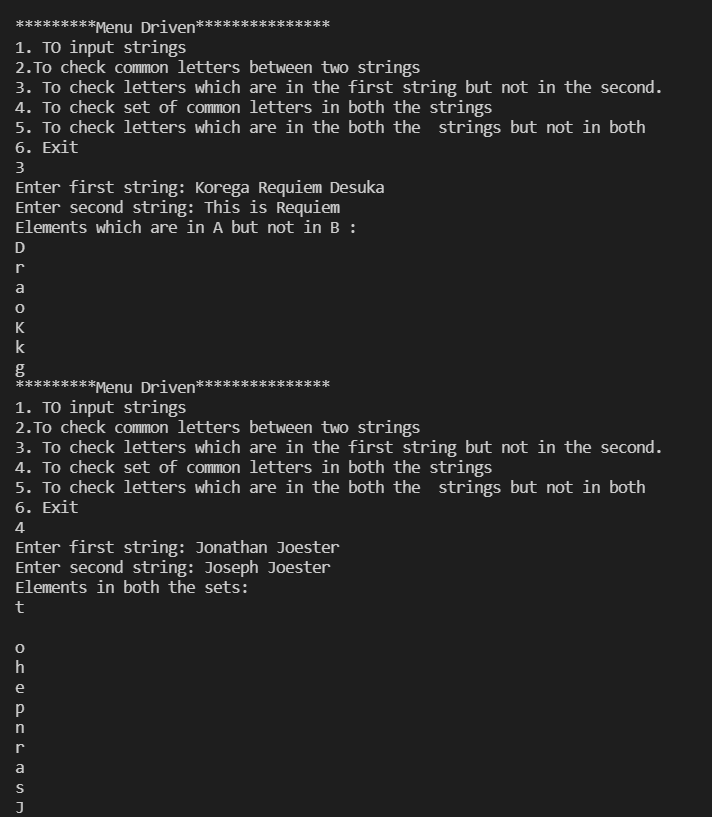 *********Menu Driven***************
1. TO input strings
2.To check common letters between two strings
3. To check letters which are in the first string but not in the second.
4. To check set of common letters in both the strings
5. To check letters which are in the both the  strings but not in both
6. Exit
3
Enter first string: Korega Requiem Desuka
Enter second string: This is Requiem
Elements which are in A but not in B :
D
r
a
o
K
k
g
*********Menu Driven***************
1. TO input strings
2.To check common letters between two strings
3. To check letters which are in the first string but not in the second.
4. To check set of common letters in both the strings
5. To check letters which are in the both the  strings but not in both
6. Exit
4
Enter first string: Jonathan Joester
Enter second string: Joseph Joester
Elements in both the sets:
t
o
h
e
p
n
r
a
s
J